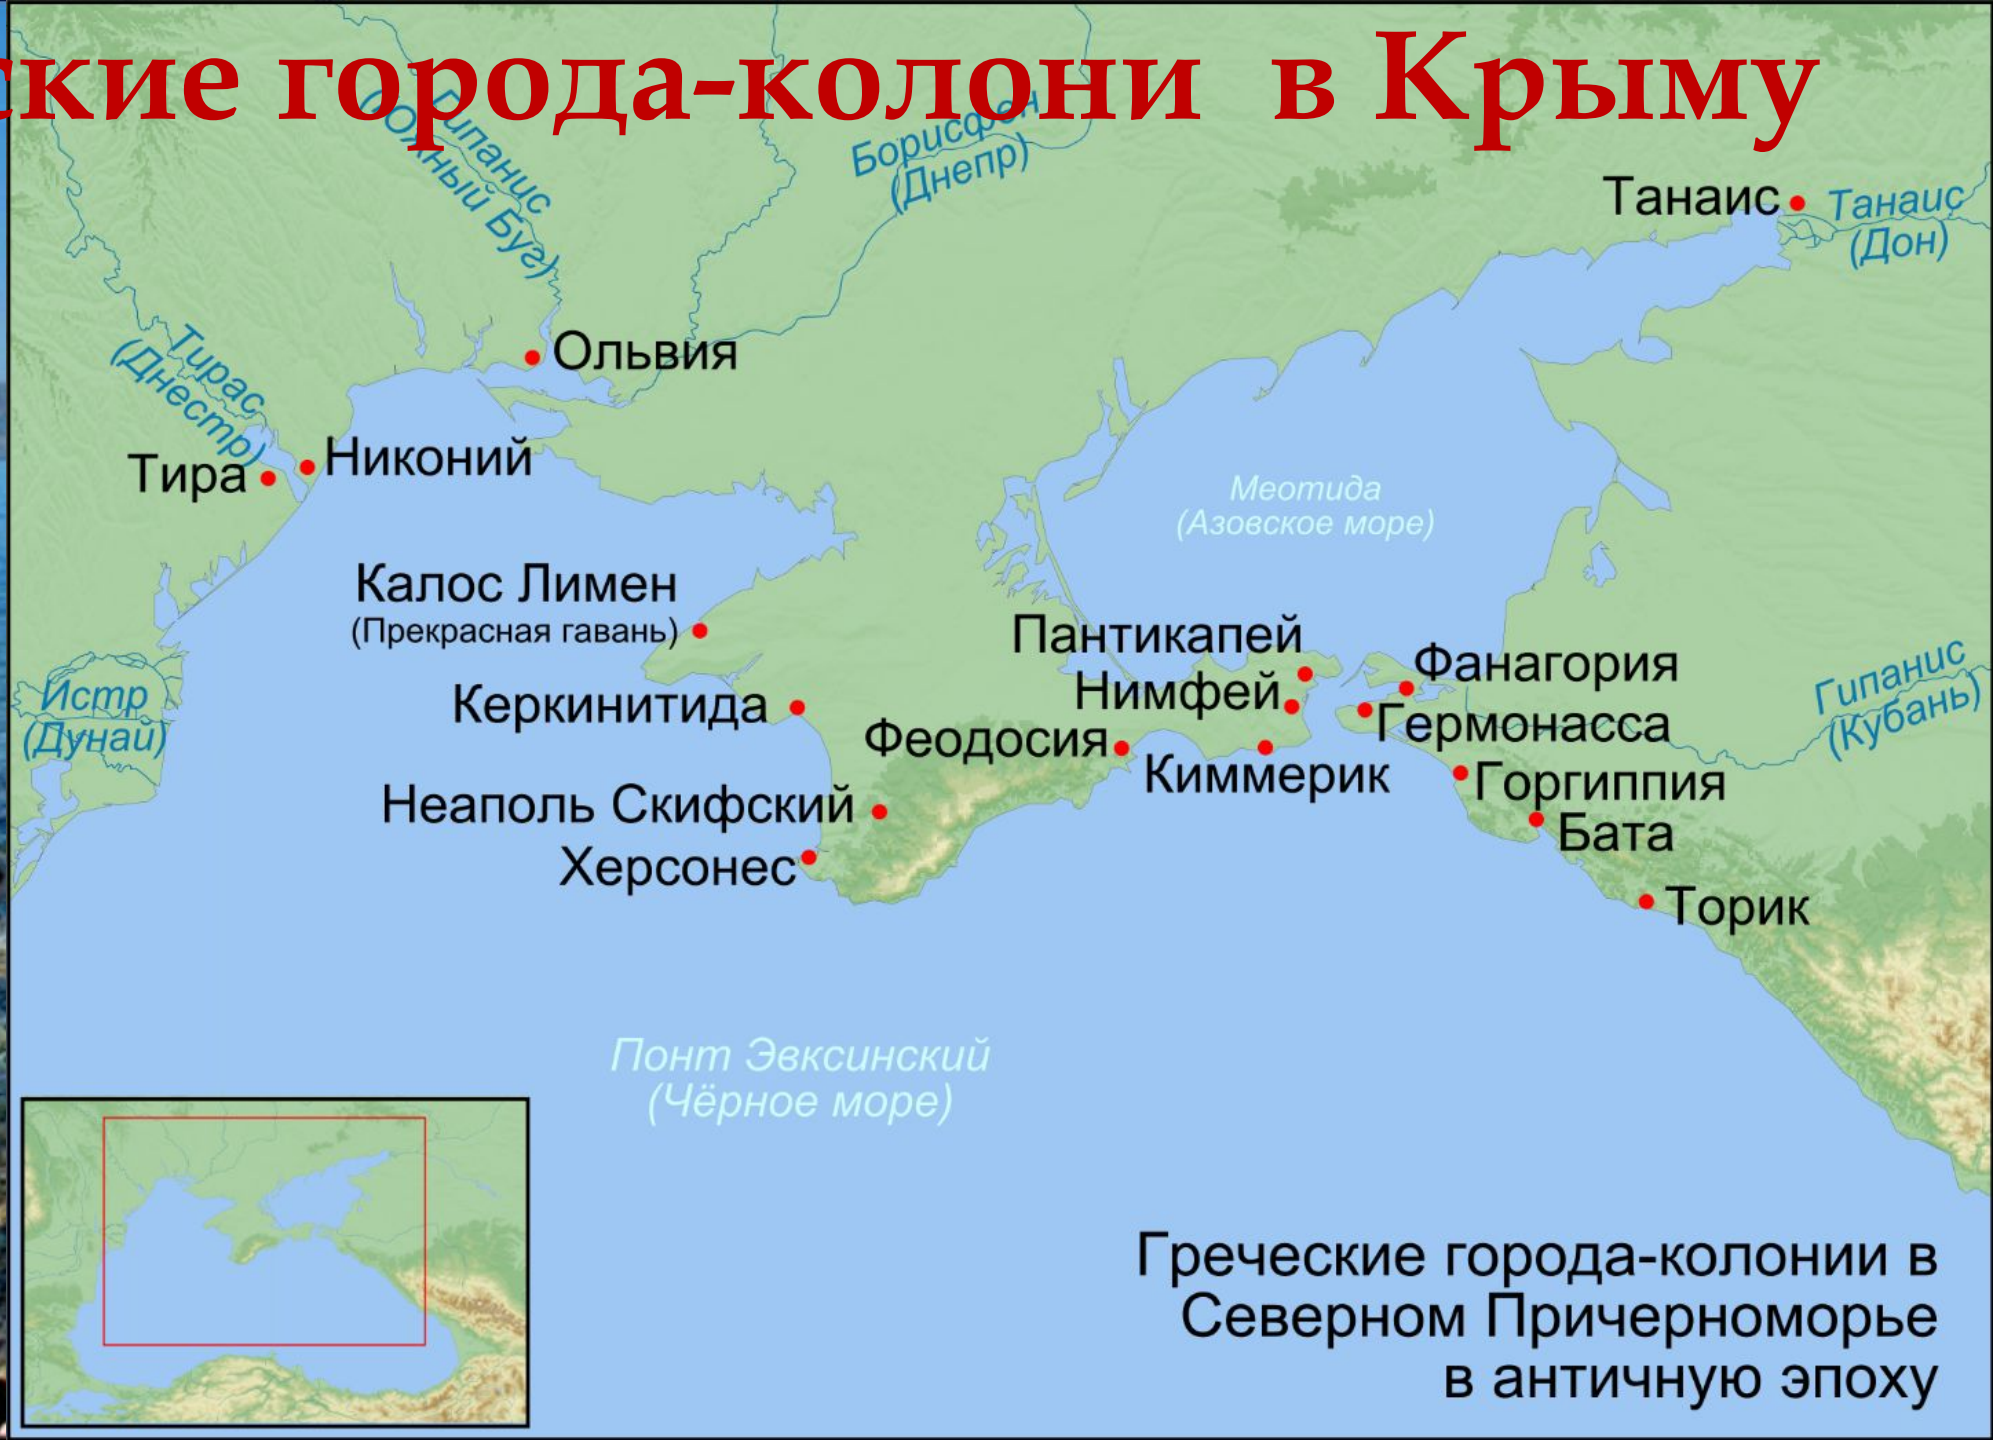 ские города-колони в Крыму
Гипанис
(Южный Буг)
Борисфен
(Днепр)
Танаис
Танаис
(Дон)
Тирас
(Днестр)
Ольвия
Никоний
Тира
Меотида
(Азовское море)
Калос Лимен
(Прекрасная гавань)
Пантикапей
Фанагория
Нимфей
Гермонасса
Керкинитида
Феодосия
Киммерик
Истр
(Дунай)
Гипанис
(Кубань)
Горгиппия
Неаполь Скифский
Бата
Херсонес
Торик
Понт Эвксинский
(Чёрное море)
Греческие города-колонии в
Северном Причерноморье
в античную эпоху